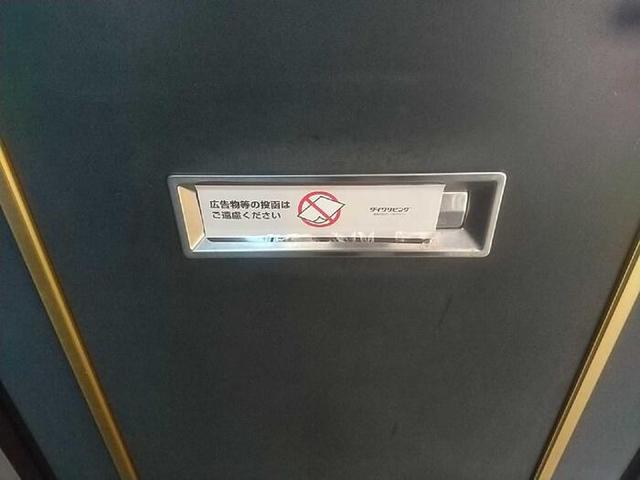 広告物等の投函は
ご遠慮ください
ダイワリビング